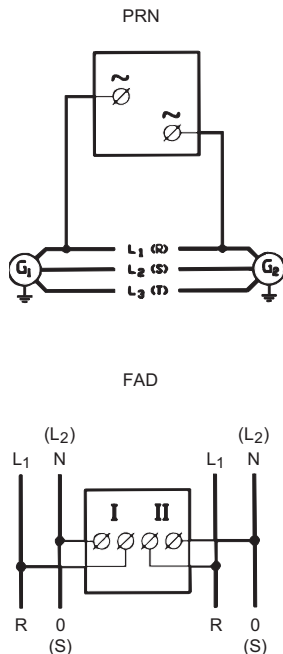 PRN
~
~
L1 (R)
G1 L2 (S) G2
L3 (T)
FAD
(L2) (L2)
L1 N L1 N
I II
R 0 R 0
(S) (S)